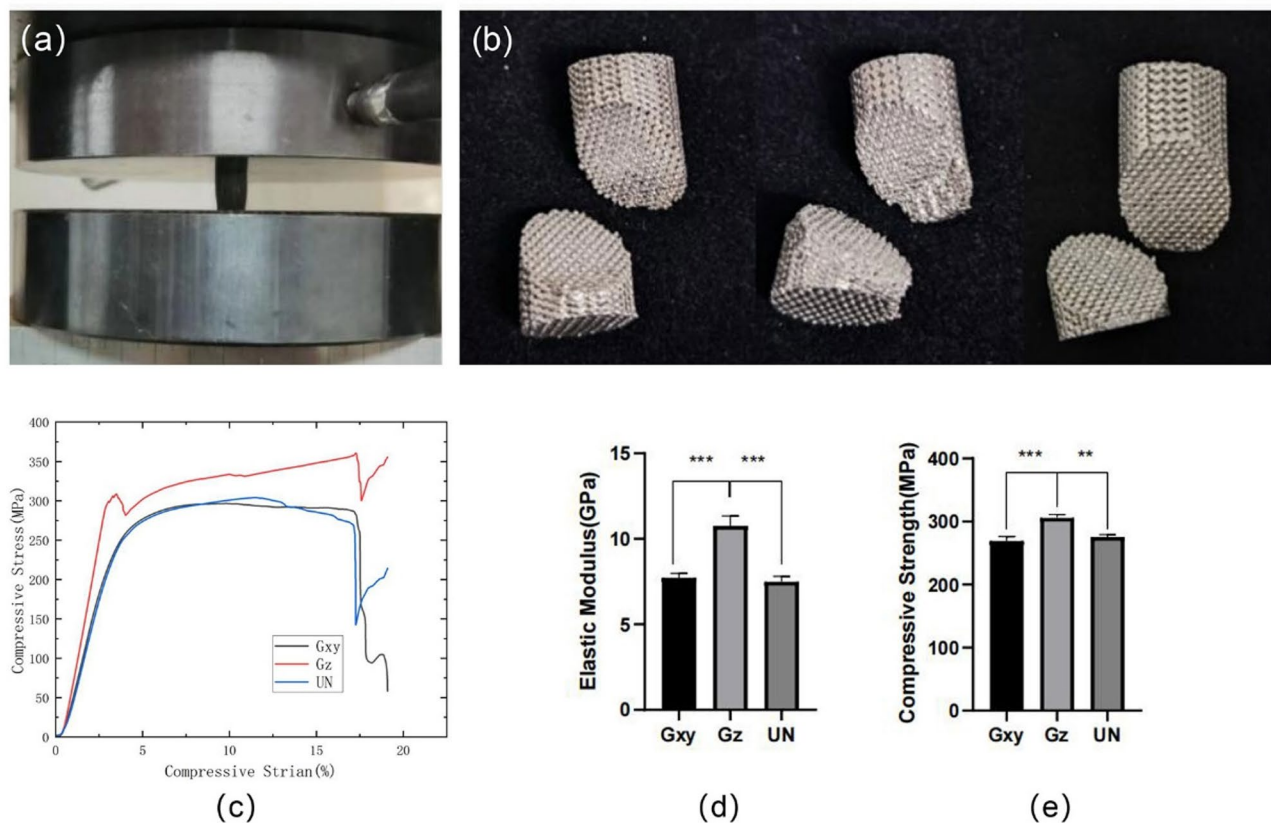 (a)
(b)
400
350
300
250
200
150
100
50
0
Compressive Stress(MPa)
Gxy
Gz
UN
0
5
10
15
20
Compressive Strian(%)
(c)
15
10
5
0
Elastic Modulus(GPa)
*** ***
Gxy Gz UN
(d)
400
300
200
100
0
Compressive Strength(MPa)
*** **
Gxy Gz UN
(e)